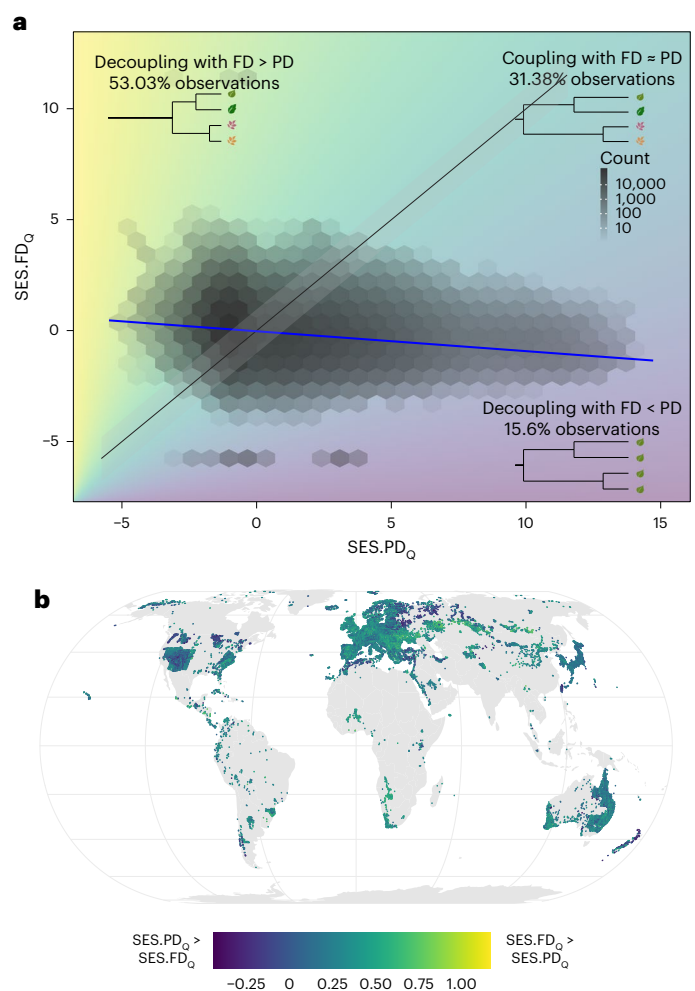 a
Decoupling with FD > PD
53.03% observations
Coupling with FD ≈ PD
31.38% observations
Count
10,000
1,000
100
10
10
5
0
−5
SES.FDQ
Decoupling with FD < PD
15.6% observations
−5
0
5
10
15
SES.PDQ
b
SES.PDQ >
SES.FDQ
SES.FDQ >
SES.PDQ
−0.25
0
0.25
0.50
0.75
1.00